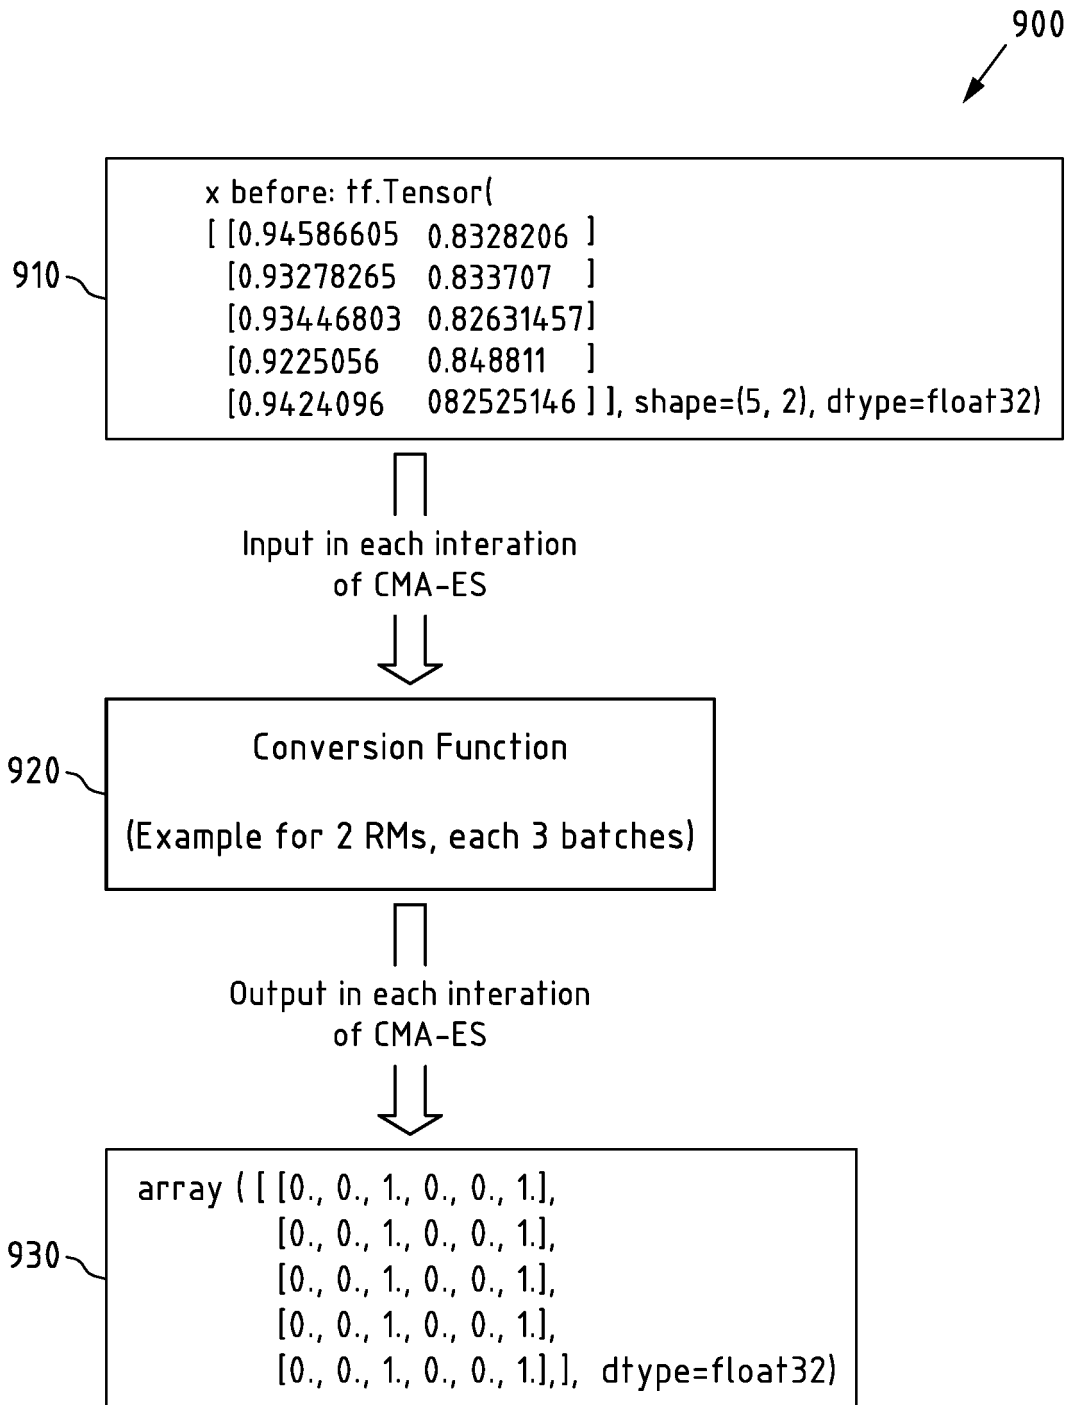 900
x before: tf.Tensor(
[ [0.94586605 0.8328206 ]
[0.93278265 0.833707 ]
910
[0.93446803 0.82631457]
[0.9225056 0.848811 ]
[0.9424096 082525146 ] ], shape=(5, 2), dtype=float32)
Input in each interation
of CMA-ES
Conversion Function
920
(Example for 2 RMs, each 3 batches)
Output in each interation
of CMA-ES
array ( [ [0., 0., 1., 0., 0., 1.],
[0., 0., 1., 0., 0., 1.],
930
[0., 0., 1., 0., 0., 1.],
[0., 0., 1., 0., 0., 1.],
[0., 0., 1., 0., 0., 1.],], dtype=float32)